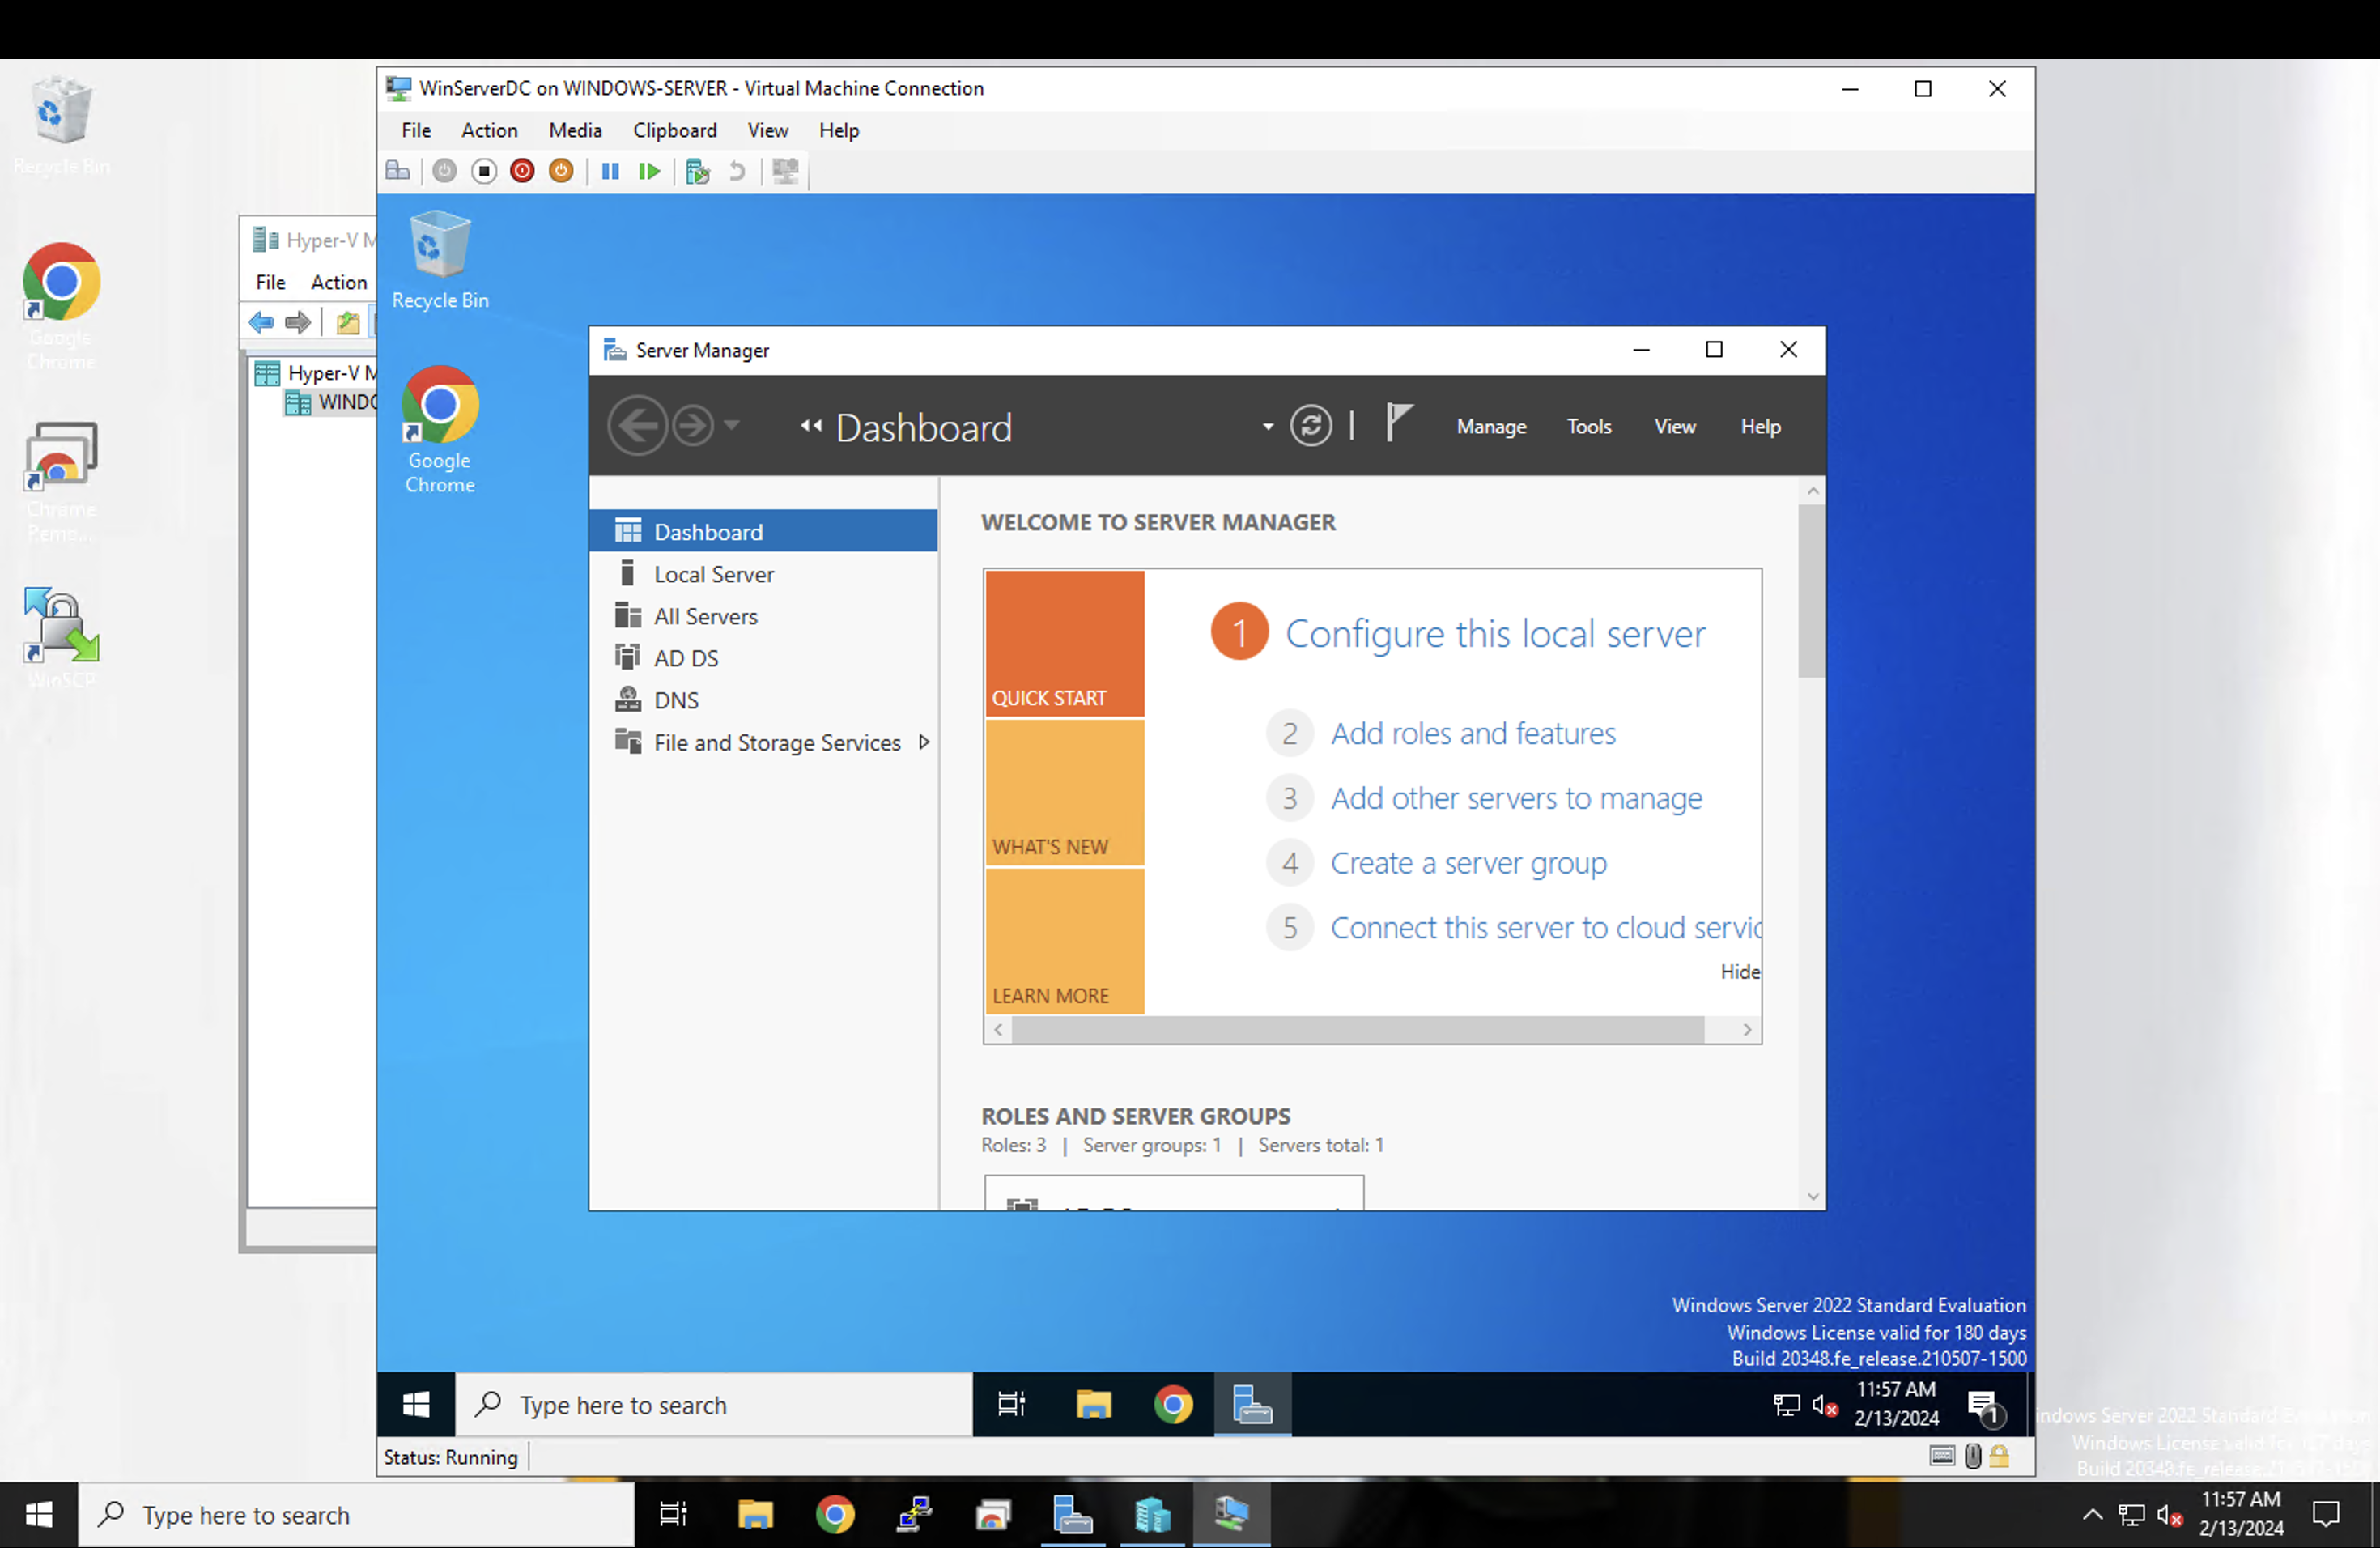 Recycle Bin
Google
Chrome
Chrome
Remo...
WinSCP
Hyper-V M
File Action
Hyper-V M
WINDO
WinServerDC on WINDOWS-SERVER - Virtual Machine Connection
File Action Media Clipboard View Help
Recycle Bin
Google
Chrome
Server Manager
Dashboard
Manage Tools View Help
Dashboard
Local Server
All Servers
AD DS
DNS
File and Storage Services
WELCOME TO SERVER MANAGER
QUICK START
WHAT'S NEW
LEARN MORE
1 Configure this local server
2 Add roles and features
3 Add other servers to manage
4 Create a server group
5 Connect this server to cloud servic
Hide
ROLES AND SERVER GROUPS
Roles: 3 | Server groups: 1 | Servers total: 1
Windows Server 2022 Standard Evaluation
Windows License valid for 180 days
Build 20348.fe_release.210507-1500
Type here to search
11:57 AM
2/13/2024
1
Status: Running
indows Server 2022 Standard Evaluation
Windows License valid for
Build 20348.fe_release.
Type here to search
11:57 AM
2/13/2024